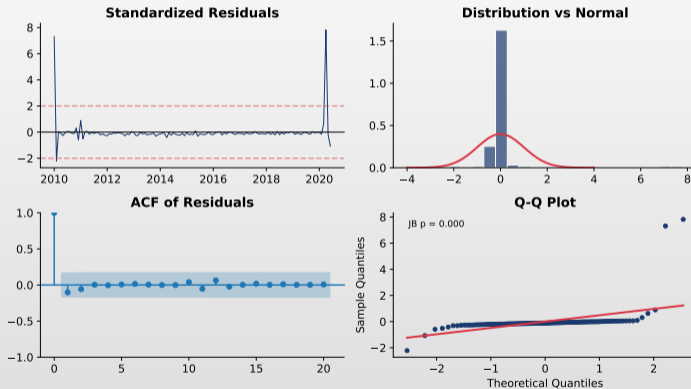 Standardized Residuals
8
6
4
2
0
−2
2010 2012 2014 2016 2018 2020
Distribution vs Normal
1.5
1.0
0.5
0.0
−4 −2 0 2 4 6 8
ACF of Residuals
1.0
0.5
0.0
−0.5
−1.0
0 5 10 15 20
Q-Q Plot
JB p = 0.000
Sample Quantiles
8
6
4
2
0
−2
−2 −1 0 1 2
Theoretical Quantiles